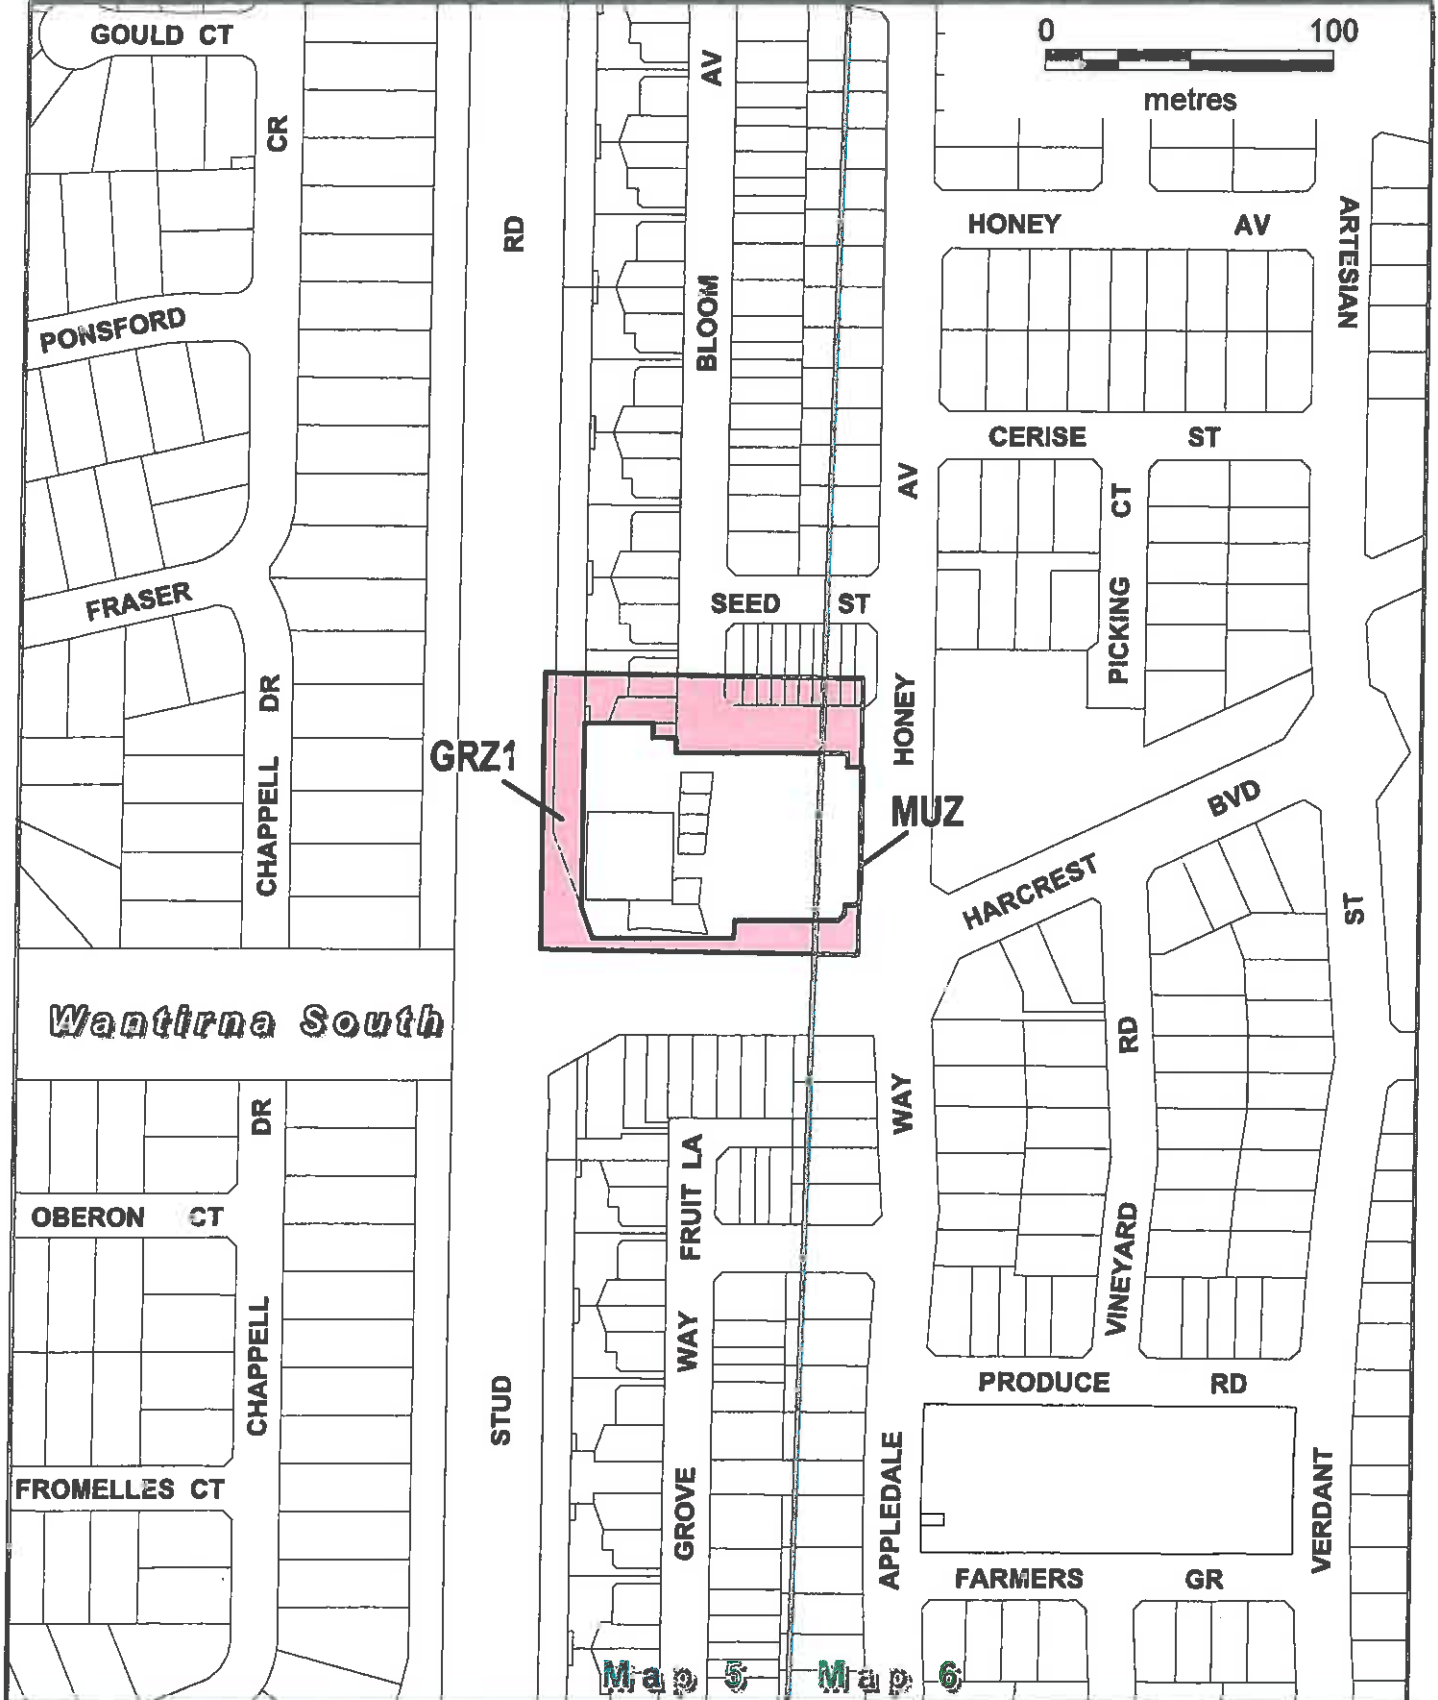 GOULD CT
0 100
metres
CR
AV
RD
HONEY AV
ARTESIAN
PONSFORD
BLOOM
CERISE ST
AV
CT
FRASER
SEED ST
PICKING
DR
HONEY
GRZ1
MUZ
CHAPPELL
BVD
HARCREST
ST
Wantirna South
RD
DR
WAY
FRUIT LA
OBERON CT
VINEYARD
CHAPPELL
WAY
PRODUCE RD
STUD
APPLEDALE
FROMELLES CT
GROVE
VERDANT
FARMERS GR
Map 5 Map 6